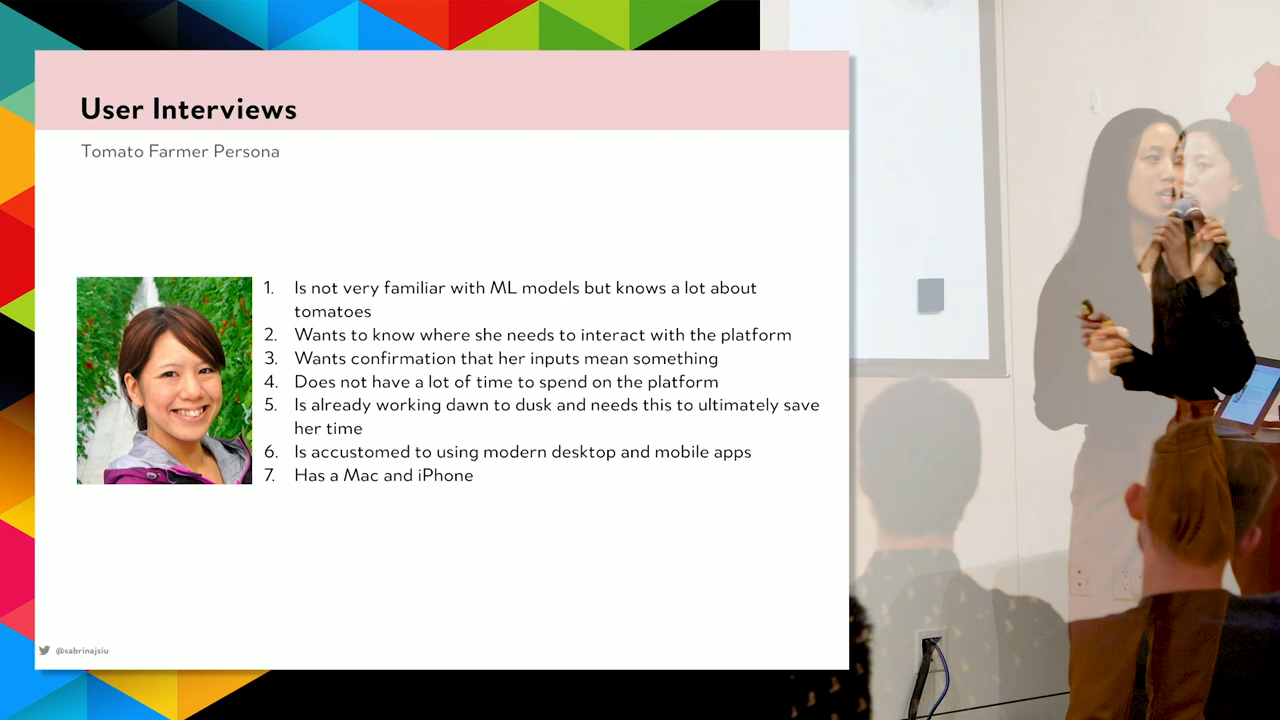 User Interviews
Tomato Farmer Persona
1. Is not very familiar with ML models but knows a lot about
tomatoes
2. Wants to know where she needs to interact with the platform
3. Wants confirmation that her inputs mean something
4. Does not have a lot of time to spend on the platform
5. Is already working dawn to dusk and needs this to ultimately save
her time
6. Is accustomed to using modern desktop and mobile apps
7. Has a Mac and iPhone
@sabrinajsiu